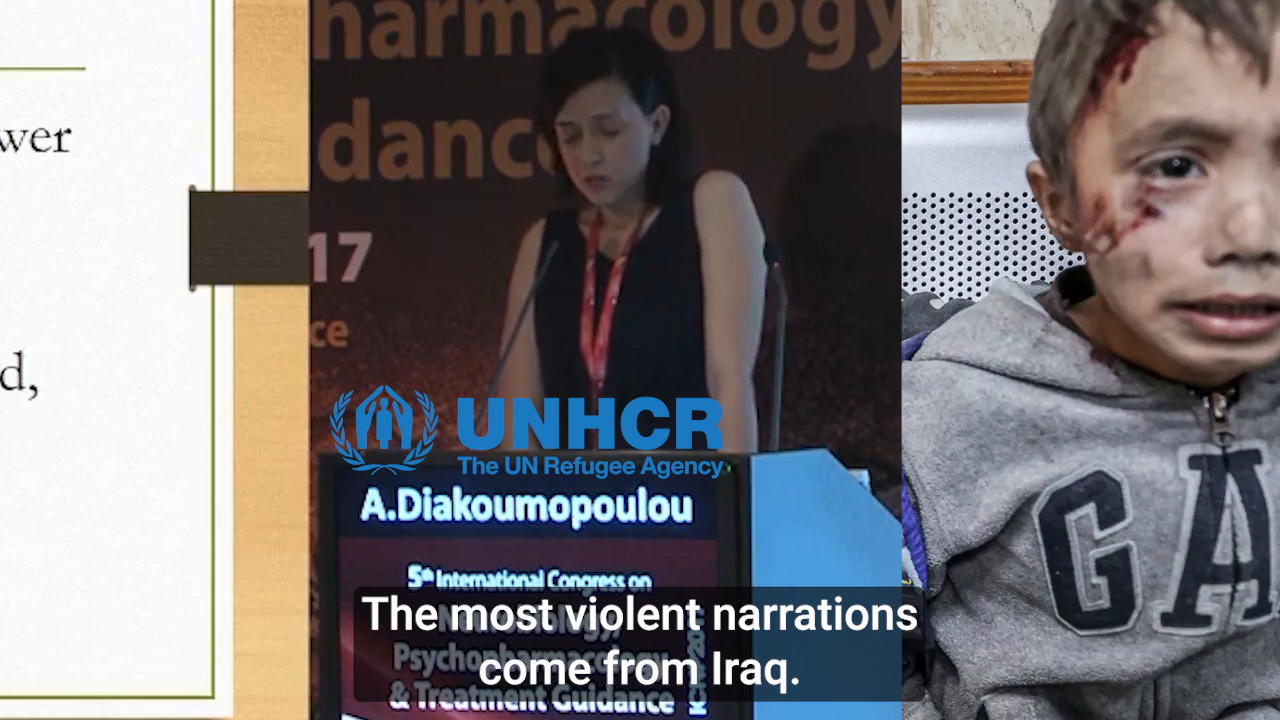 wer
d,
harmacology
dance
17
ce
UNHCR
The UN Refugee Agency
A.Diakoumopoulou
5th International Congress on
Psychopharmacology
& Treatment Guidance
The most violent narrations
come from Iraq.
GA